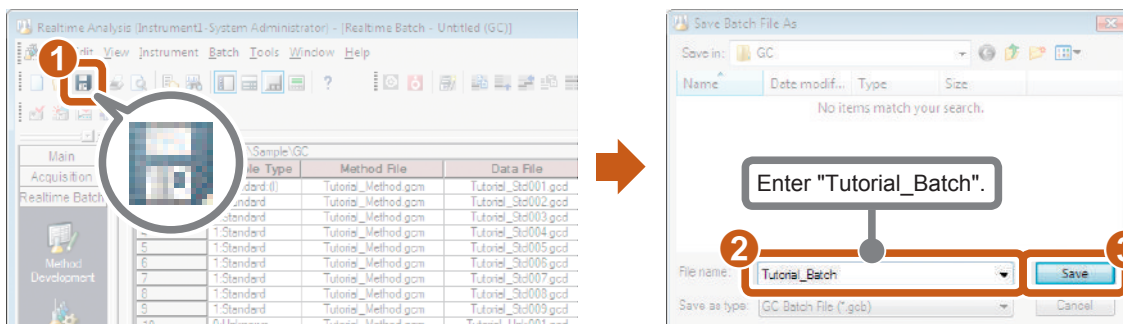 Realtime Analysis (Instrument1-System Administrator) - [Realtime Batch - Untitled (GC)]
Edit View Instrument Batch Tools Window Help
1
Main
Acquisition
Realtime Batch
Method
Development
\Sample\GC
Type Method File Data File
Tutorial_Method.gcm Tutorial_Std001.gcd
Standard Tutorial_Method.gcm Tutorial_Std002.gcd
Standard Tutorial_Method.gcm Tutorial_Std003.gcd
4 1:Standard Tutorial_Method.gcm Tutorial_Std004.gcd
5 1:Standard Tutorial_Method.gcm Tutorial_Std005.gcd
6 1:Standard Tutorial_Method.gcm Tutorial_Std006.gcd
7 1:Standard Tutorial_Method.gcm Tutorial_Std007.gcd
8 1:Standard Tutorial_Method.gcm Tutorial_Std008.gcd
9 1:Standard Tutorial_Method.gcm Tutorial_Std009.gcd
Save Batch File As
Save in: GC
Name Date modif... Type Size
No items match your search.
Enter "Tutorial_Batch".
2
3
File name: Tutorial_Batch Save
Save as type: GC Batch File (*.gcb) Cancel